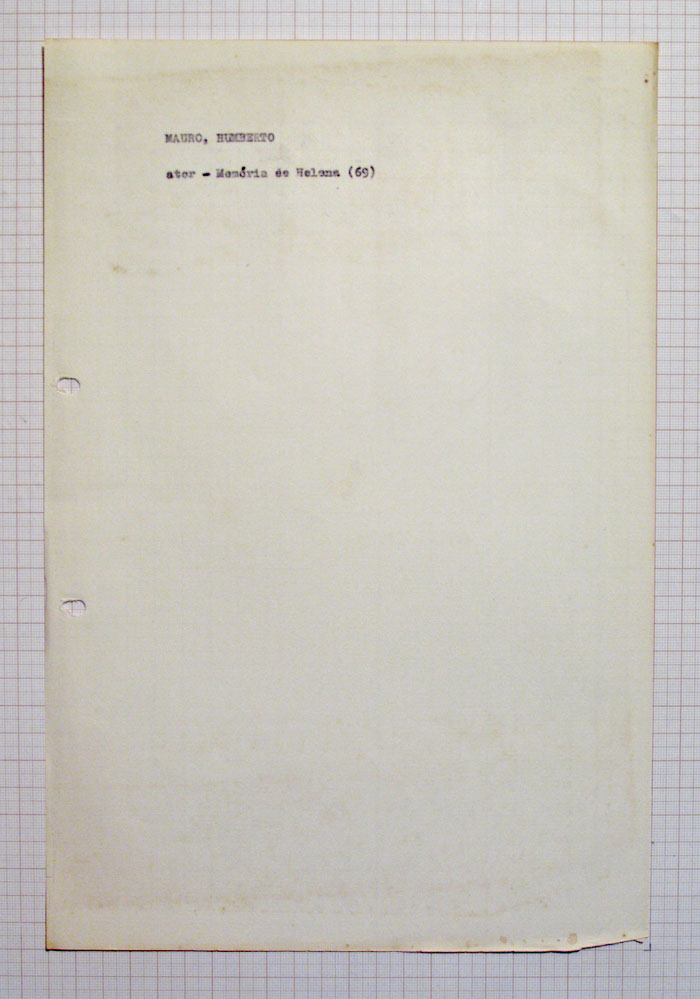 MAURO, HUMBERTO
ator - Memória de Helena (69)